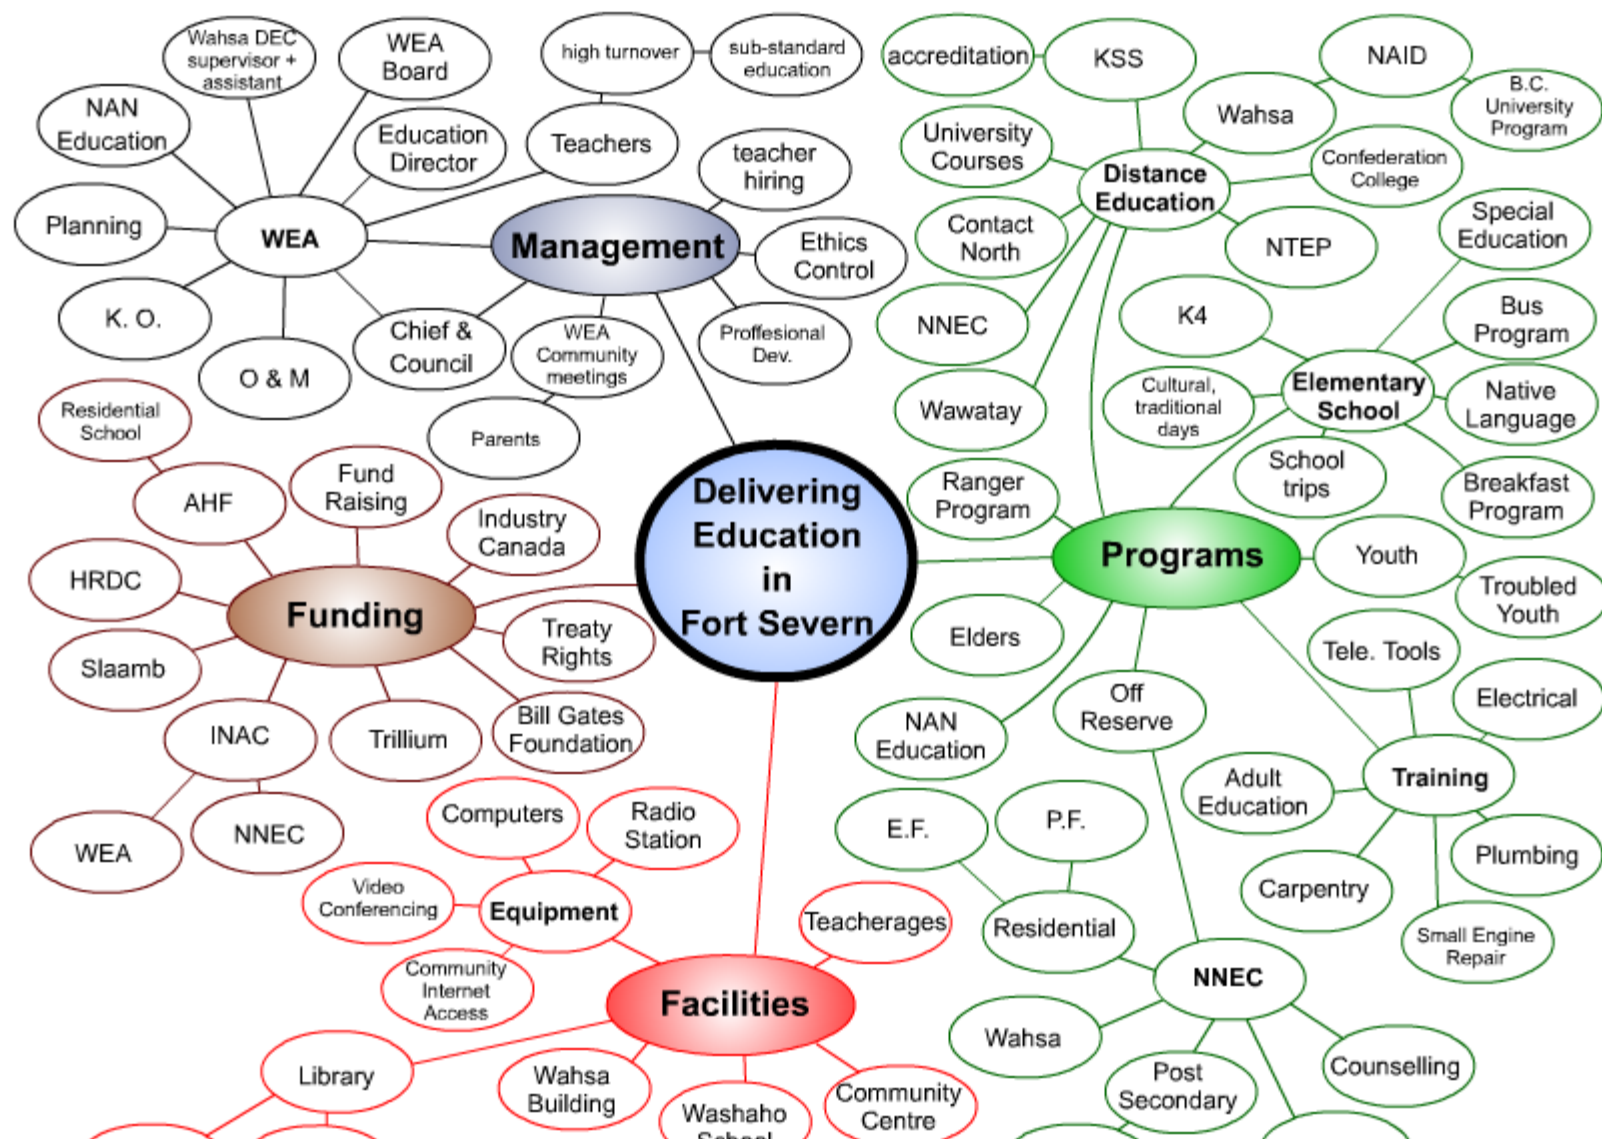 Wahsa DEC
supervisor +
assistant
WEA
Board
NAN
Education
Education
Director
Planning
WEA
K. O.
O & M
Chief &
Council
high turnover
sub-standard
education
Teachers
teacher
hiring
Management
Ethics
Control
WEA
Community
meetings
Proffesional
Dev.
Parents
accreditation
KSS
NAID
Wahsa
B.C.
University
Program
University
Courses
Distance
Education
Confederation
College
Contact
North
NTEP
Special
Education
NNEC
K4
Bus
Program
Wawatay
Cultural,
traditional
days
Elementary
School
Native
Language
School
trips
Breakfast
Program
Ranger
Program
Programs
Youth
Troubled
Youth
Elders
Tele. Tools
NAN
Education
Off
Reserve
Electrical
Adult
Education
Training
Plumbing
Carpentry
Small Engine
Repair
E.F.
P.F.
Residential
NNEC
Wahsa
Post
Secondary
Counselling
Delivering
Education
in
Fort Severn
Residential
School
AHF
Fund
Raising
Industry
Canada
HRDC
Funding
Treaty
Rights
Slaamb
INAC
Trillium
Bill Gates
Foundation
WEA
NNEC
Computers
Radio
Station
Video
Conferencing
Equipment
Community
Internet
Access
Teacherages
Facilities
Library
Wahsa
Building
Washaho
School
Community
Centre